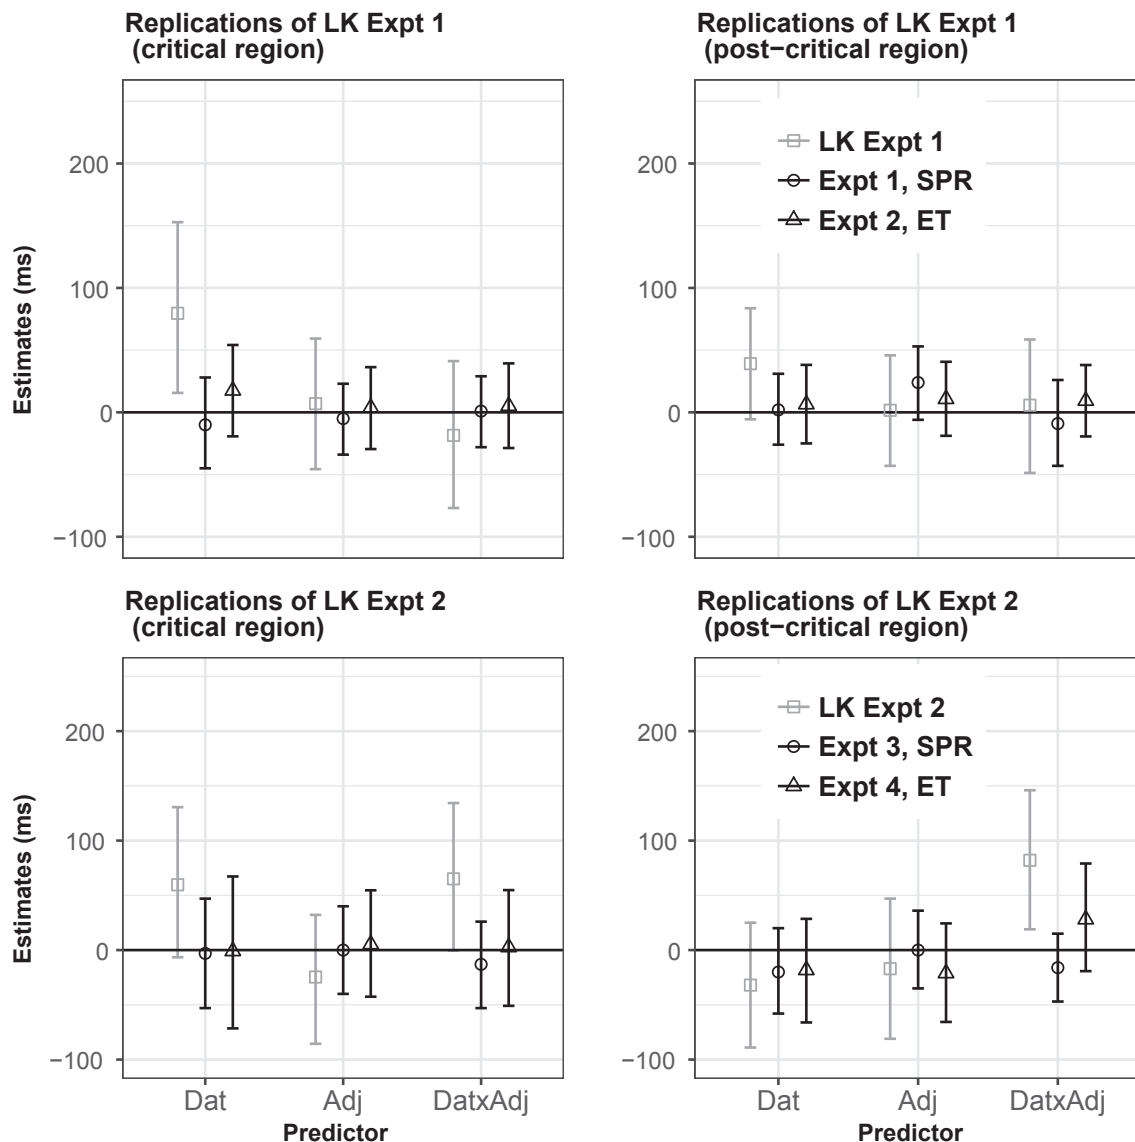 Replications of LK Expt 1
(critical region)
Replications of LK Expt 1
(post−critical region)
Estimates (ms)
200
100
0
−100
200
100
0
−100
LK Expt 1
Expt 1, SPR
Expt 2, ET
Replications of LK Expt 2
(critical region)
Replications of LK Expt 2
(post−critical region)
Estimates (ms)
200
100
0
−100
200
100
0
−100
LK Expt 2
Expt 3, SPR
Expt 4, ET
Dat Adj DatxAdj
Predictor
Dat Adj DatxAdj
Predictor